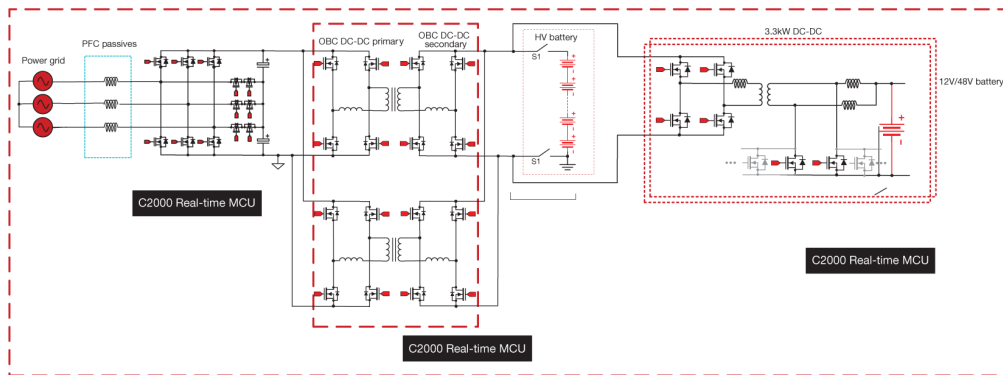 PFC passives
Power grid
OBC DC-DC primary
OBC DC-DC
secondary
HV battery
S1
S1
3.3kW DC-DC
12V/48V battery
+
+
+
C2000 Real-time MCU
C2000 Real-time MCU
C2000 Real-time MCU